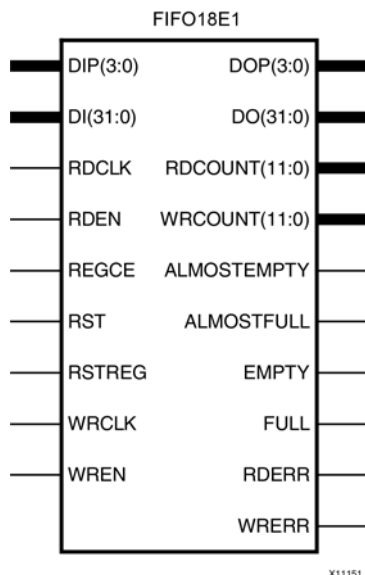 FIFO18E1
DIP(3:0) DOP(3:0)
DI(31:0) DO(31:0)
RDCLK RDCOUNT(11:0)
RDEN WRCOUNT(11:0)
REGCE ALMOSTEMPTY
RST ALMOSTFULL
RSTREG EMPTY
WRCLK FULL
WREN RDERR
WRERR
X11151